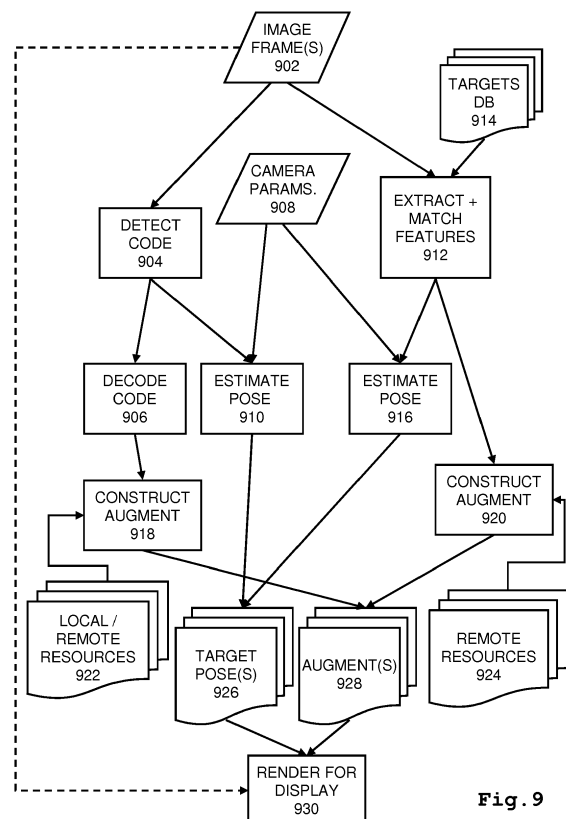 IMAGE
FRAME(S)
902
TARGETS
DB
914
CAMERA
PARAMS.
908
EXTRACT +
MATCH
FEATURES
912
DETECT
CODE
904
DECODE
CODE
906
ESTIMATE
POSE
910
ESTIMATE
POSE
916
CONSTRUCT
AUGMENT
918
CONSTRUCT
AUGMENT
920
LOCAL /
REMOTE
RESOURCES
922
TARGET
POSE(S)
926
AUGMENT(S)
928
REMOTE
RESOURCES
924
RENDER FOR
DISPLAY
930
Fig.9